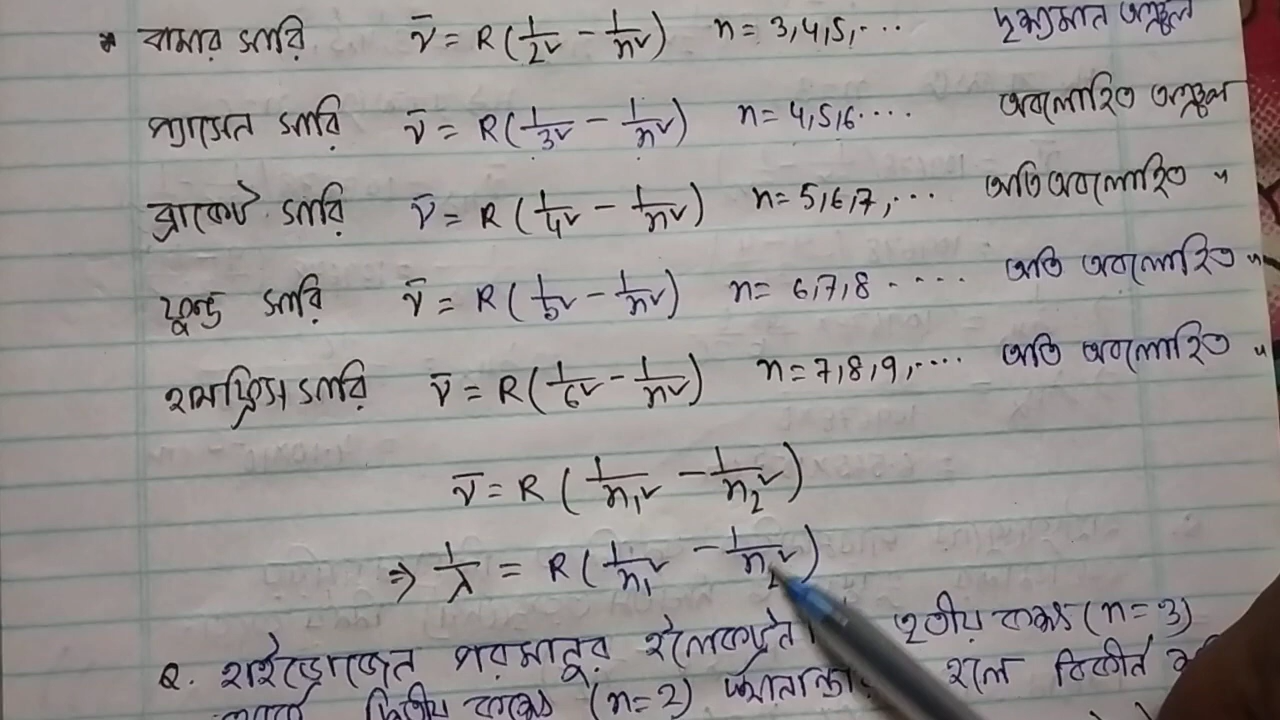 * বামার সারি ν̄ = R(1/2² − 1/n²) n = 3,4,5,... দৃশ্যমান অঞ্চল
প্যাসেন সারি ν̄ = R(1/3² − 1/n²) n = 4,5,6.... অবলোহিত অঞ্চল
ব্রাকেট সারি ν̄ = R(1/4² − 1/n²) n = 5,6,7,... অতি অবলোহিত "
ফুন্ড সারি ν̄ = R(1/5² − 1/n²) n = 6,7,8 ..... অতি অবলোহিত "
হামফ্রিস সারি ν̄ = R(1/6² − 1/n²) n = 7,8,9,.... অতি অবলোহিত "
ν̄ = R(1/n₁² − 1/n₂²)
⇒ 1/λ = R(1/n₁² − 1/n₂²)
Q. হাইড্রোজেন পরমানুর ইলেকট্রন তৃতীয় কক্ষ (n=3)
দ্বিতীয় কক্ষে (n=2) হলে বিকীর্ন